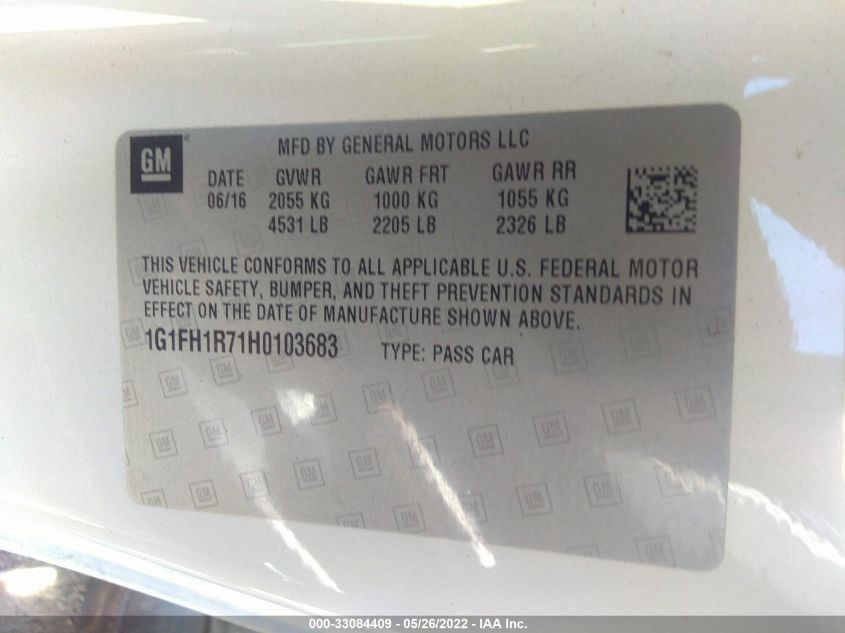 GM
MFD BY GENERAL MOTORS LLC
DATE GVWR GAWR FRT GAWR RR
06/16 2055 KG 1000 KG 1055 KG
4531 LB 2205 LB 2326 LB
THIS VEHICLE CONFORMS TO ALL APPLICABLE U.S. FEDERAL MOTOR
VEHICLE SAFETY, BUMPER, AND THEFT PREVENTION STANDARDS IN
EFFECT ON THE DATE OF MANUFACTURE SHOWN ABOVE.
1G1FH1R71H0103683 TYPE: PASS CAR
000-33084409 - 05/26/2022 - IAA Inc.